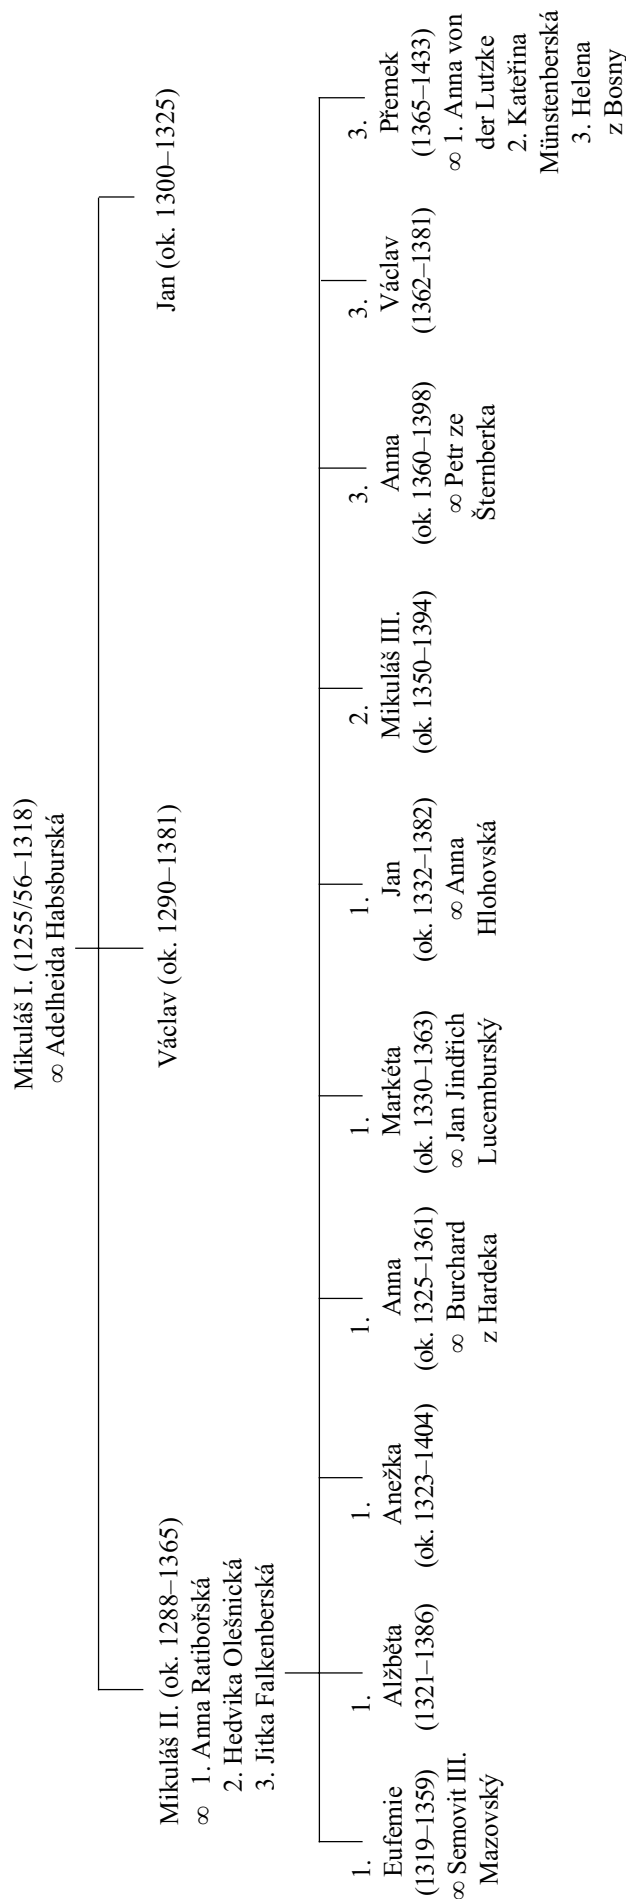 Mikuláš I. (1255/56–1318)
∞ Adelheida Habsburská
Mikuláš II. (ok. 1288–1365)
∞ 1. Anna Ratibořská
2. Hedvika Olešnická
3. Jitka Falkenberská
Václav (ok. 1290–1381)
Jan (ok. 1300–1325)
1.
Eufemie
(1319–1359)
∞ Semovit III.
Mazovský
1.
Alžběta
(1321–1386)
1.
Anežka
(ok. 1323–1404)
1.
Anna
(ok. 1325–1361)
∞ Burchard
z Hardeka
1.
Markéta
(ok. 1330–1363)
∞ Jan Jindřich
Lucemburský
1.
Jan
(ok. 1332–1382)
∞ Anna
Hlohovská
2.
Mikuláš III.
(ok. 1350–1394)
3.
Anna
(ok. 1360–1398)
∞ Petr ze
Šternberka
3.
Václav
(1362–1381)
3.
Přemek
(1365–1433)
∞ 1. Anna von
der Lutzke
2. Kateřina
Münstenberská
3. Helena
z Bosny